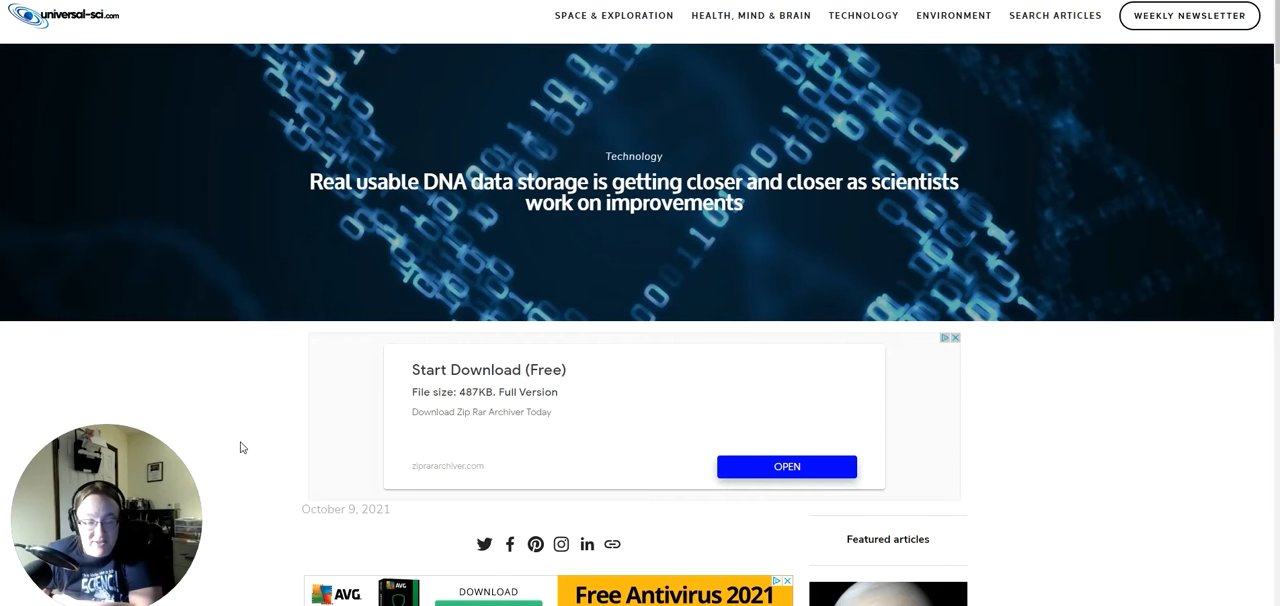 universal-sci.com
SPACE & EXPLORATION
HEALTH, MIND & BRAIN
TECHNOLOGY
ENVIRONMENT
SEARCH ARTICLES
WEEKLY NEWSLETTER
Technology
Real usable DNA data storage is getting closer and closer as scientists
work on improvements
Start Download (Free)
File size: 487KB. Full Version
Download Zip Rar Archiver Today
ziprararchiver.com
OPEN
October 9, 2021
Featured articles
AVG
DOWNLOAD
Free Antivirus 2021
SCIENCE